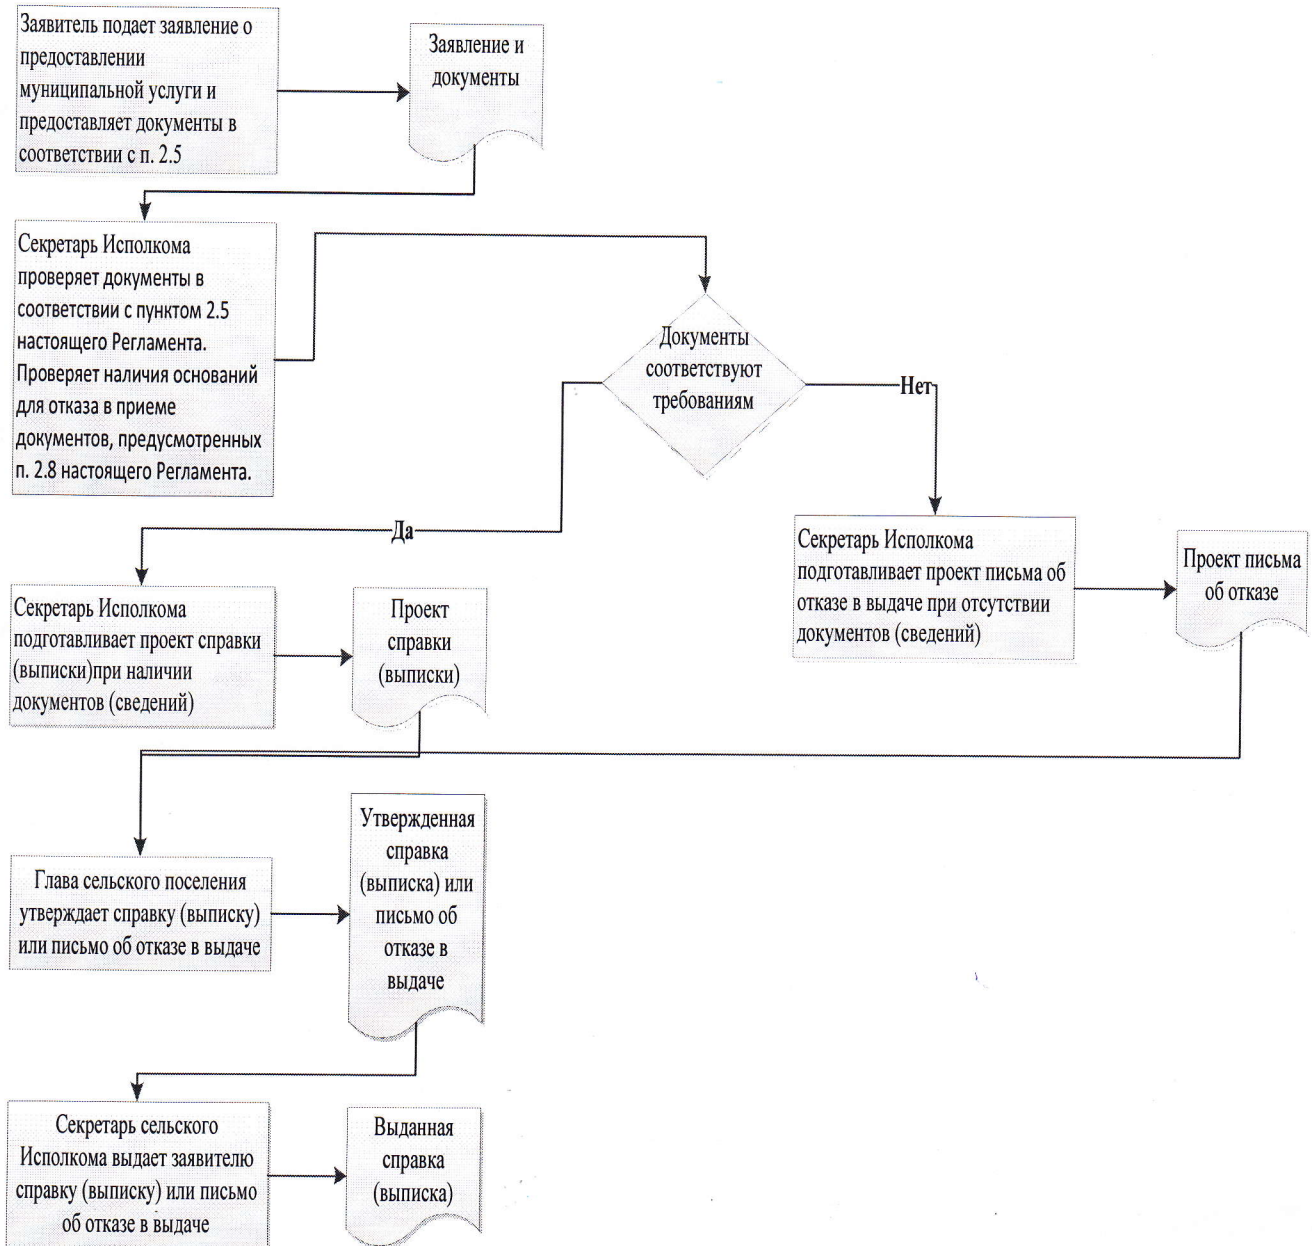 Заявитель подает заявление о
предоставлении
муниципальной услуги и
предоставляет документы в
соответствии с п. 2.5
Заявление и
документы
Секретарь Исполкома
проверяет документы в
соответствии с пунктом 2.5
настоящего Регламента.
Проверяет наличия оснований
для отказа в приеме
документов, предусмотренных
п. 2.8 настоящего Регламента.
Документы
соответствуют
требованиям
Нет
Да
Секретарь Исполкома
подготавливает проект письма об
отказе в выдаче при отсутствии
документов (сведений)
Проект письма
об отказе
Секретарь Исполкома
подготавливает проект справки
(выписки)при наличии
документов (сведений)
Проект
справки
(выписки)
Глава сельского поселения
утверждает справку (выписку)
или письмо об отказе в выдаче
Утвержденная
справка
(выписка) или
письмо об
отказе в
выдаче
Секретарь сельского
Исполкома выдает заявителю
справку (выписку) или письмо
об отказе в выдаче
Выданная
справка
(выписка)